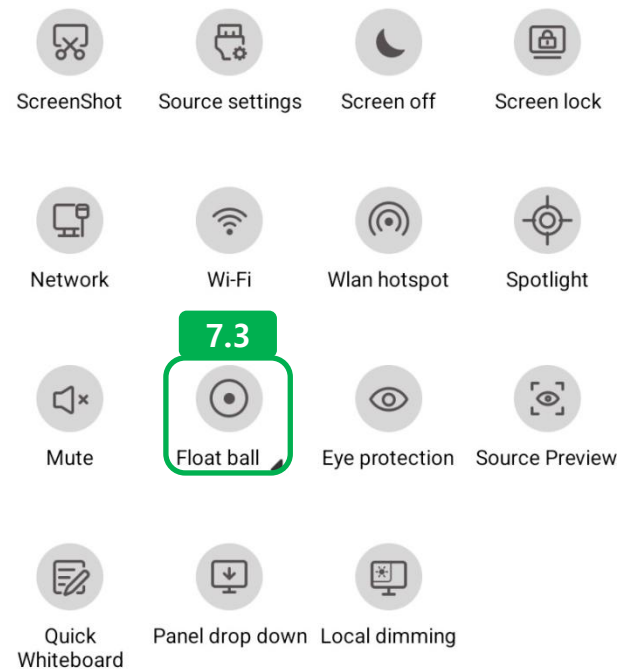 ScreenShot
Source settings
Screen off
Screen lock
Network
Wi-Fi
Wlan hotspot
Spotlight
7.3
Mute
Float ball
Eye protection
Source Preview
Quick
Whiteboard
Panel drop down
Local dimming